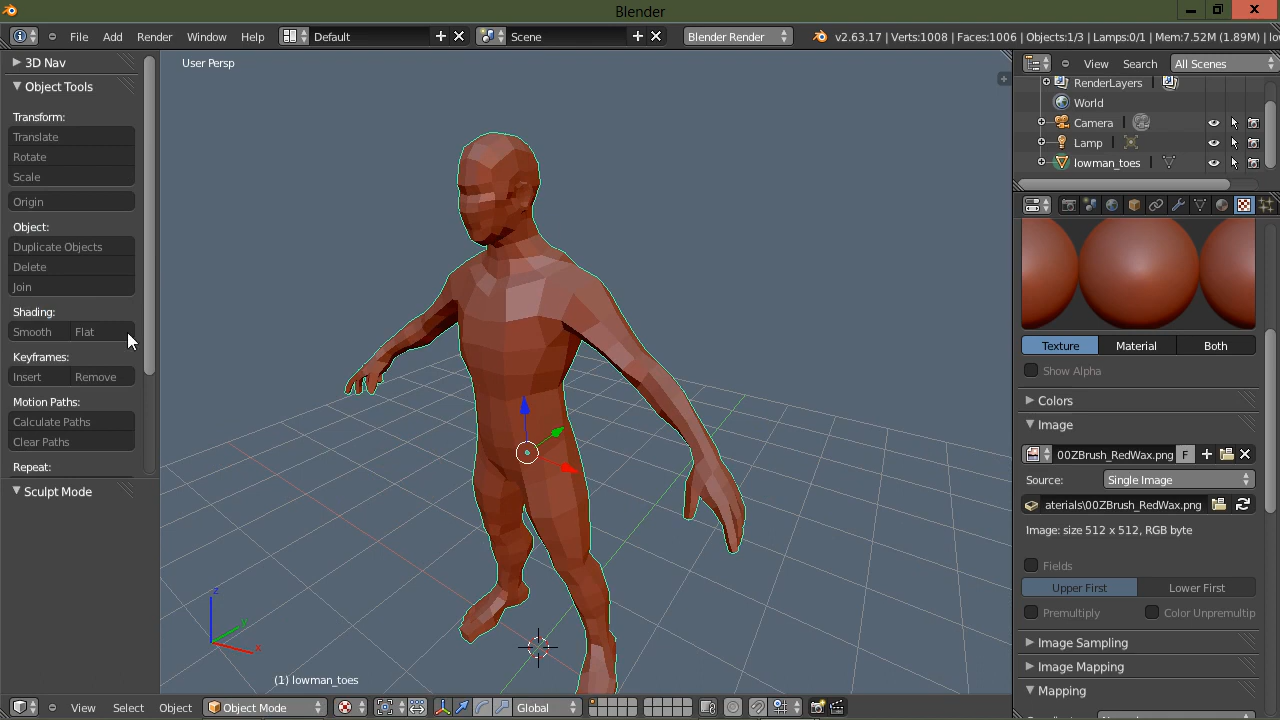 Blender
File Add Render Window Help Default Scene Blender Render v2.63.17 | Verts:1008 | Faces:1006 | Objects:1/3 | Lamps:0/1 | Mem:7.52M (1.89M) | lo
3D Nav
Object Tools
Transform:
Translate
Rotate
Scale
Origin
Object:
Duplicate Objects
Delete
Join
Shading:
Smooth Flat
Keyframes:
Insert Remove
Motion Paths:
Calculate Paths
Clear Paths
Repeat:
Sculpt Mode
User Persp
z
x
(1) lowman_toes
View Select Object Object Mode Global
View Search All Scenes
RenderLayers
World
Camera
Lamp
lowman_toes
Texture Material Both
Show Alpha
Colors
Image
00ZBrush_RedWax.png F
Source: Single Image
aterials\00ZBrush_RedWax.png
Image: size 512 x 512, RGB byte
Fields
Upper First Lower First
Premultiply Color Unpremultip
Image Sampling
Image Mapping
Mapping